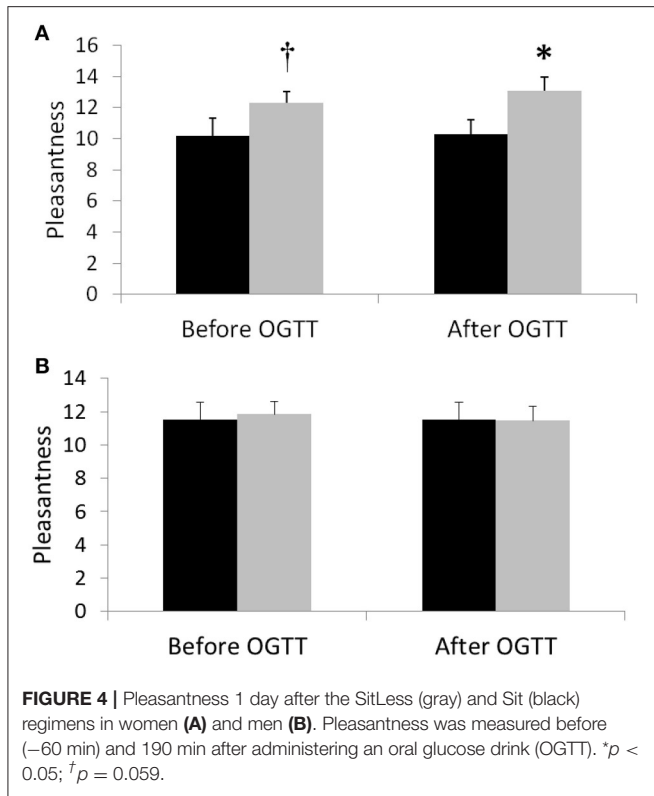 A
†
*
16
14
12
10
8
6
4
2
0
Pleasantness
Before OGTT
After OGTT
B
14
12
10
8
6
4
2
0
Pleasantness
Before OGTT
After OGTT
FIGURE 4 | Pleasantness 1 day after the SitLess (gray) and Sit (black)
regimens in women (A) and men (B). Pleasantness was measured before
(−60 min) and 190 min after administering an oral glucose drink (OGTT). *p <
0.05; †p = 0.059.